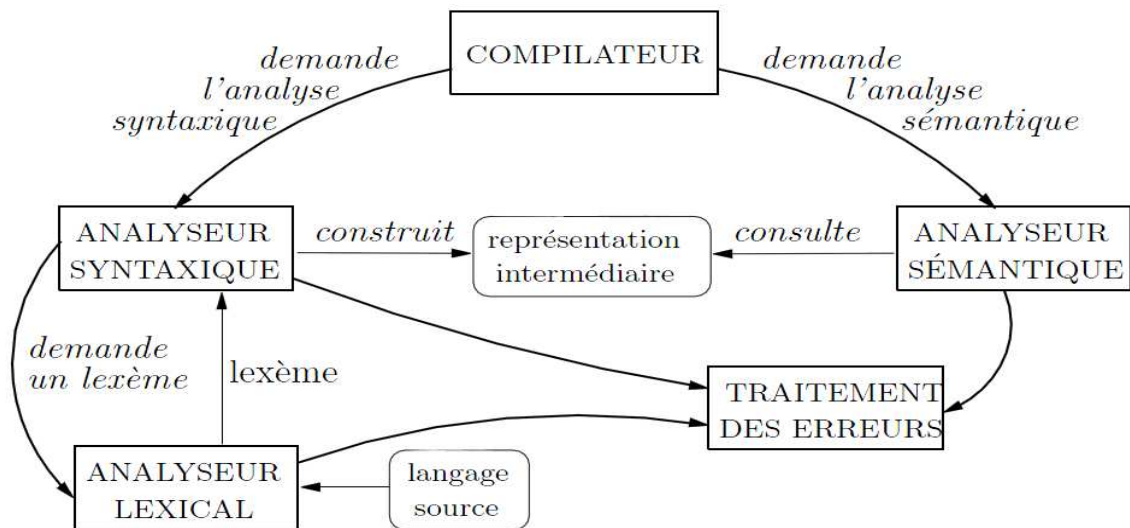 COMPILATEUR
demande
l'analyse
syntaxique
demande
l'analyse
sémantique
ANALYSEUR
SYNTAXIQUE
construit
représentation
intermédiaire
consulte
ANALYSEUR
SÉMANTIQUE
demande
un lexème
lexème
TRAITEMENT
DES ERREURS
ANALYSEUR
LEXICAL
langage
source